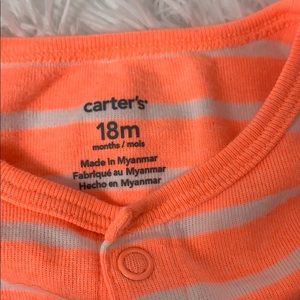 carter's®
18m
months / mois
Made in Myanmar
Fabriqué au Myanmar
Hecho en Myanmar